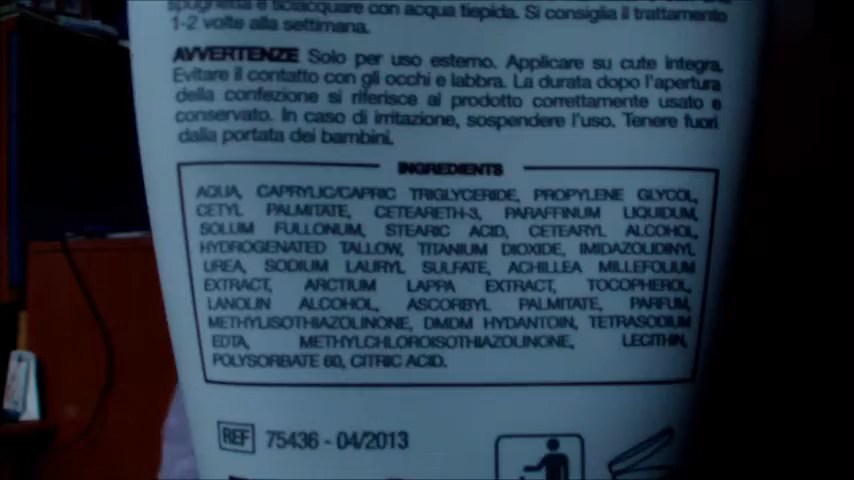 spugnetta e sciacquare con acqua tiepida. Si consiglia il trattamento
1-2 volte alla settimana.
AVVERTENZE Solo per uso esterno. Applicare su cute integra.
Evitare il contatto con gli occhi e labbra. La durata dopo l'apertura
della confezione si riferisce al prodotto correttamente usato e
conservato. In caso di irritazione, sospendere l'uso. Tenere fuori
dalla portata dei bambini.
INGREDIENTS
AQUA, CAPRYLIC/CAPRIC TRIGLYCERIDE, PROPYLENE GLYCOL,
CETYL PALMITATE, CETEARETH-3, PARAFFINUM LIQUIDUM,
SOLUM FULLONUM, STEARIC ACID, CETEARYL ALCOHOL,
HYDROGENATED TALLOW, TITANIUM DIOXIDE, IMIDAZOLIDINYL
UREA, SODIUM LAURYL SULFATE, ACHILLEA MILLEFOLIUM
EXTRACT, ARCTIUM LAPPA EXTRACT, TOCOPHEROL,
LANOLIN ALCOHOL, ASCORBYL PALMITATE, PARFUM,
METHYLISOTHIAZOLINONE, DMDM HYDANTOIN, TETRASODIUM
EDTA, METHYLCHLOROISOTHIAZOLINONE, LECITHIN,
POLYSORBATE 60, CITRIC ACID.
REF 75436 - 04/2013